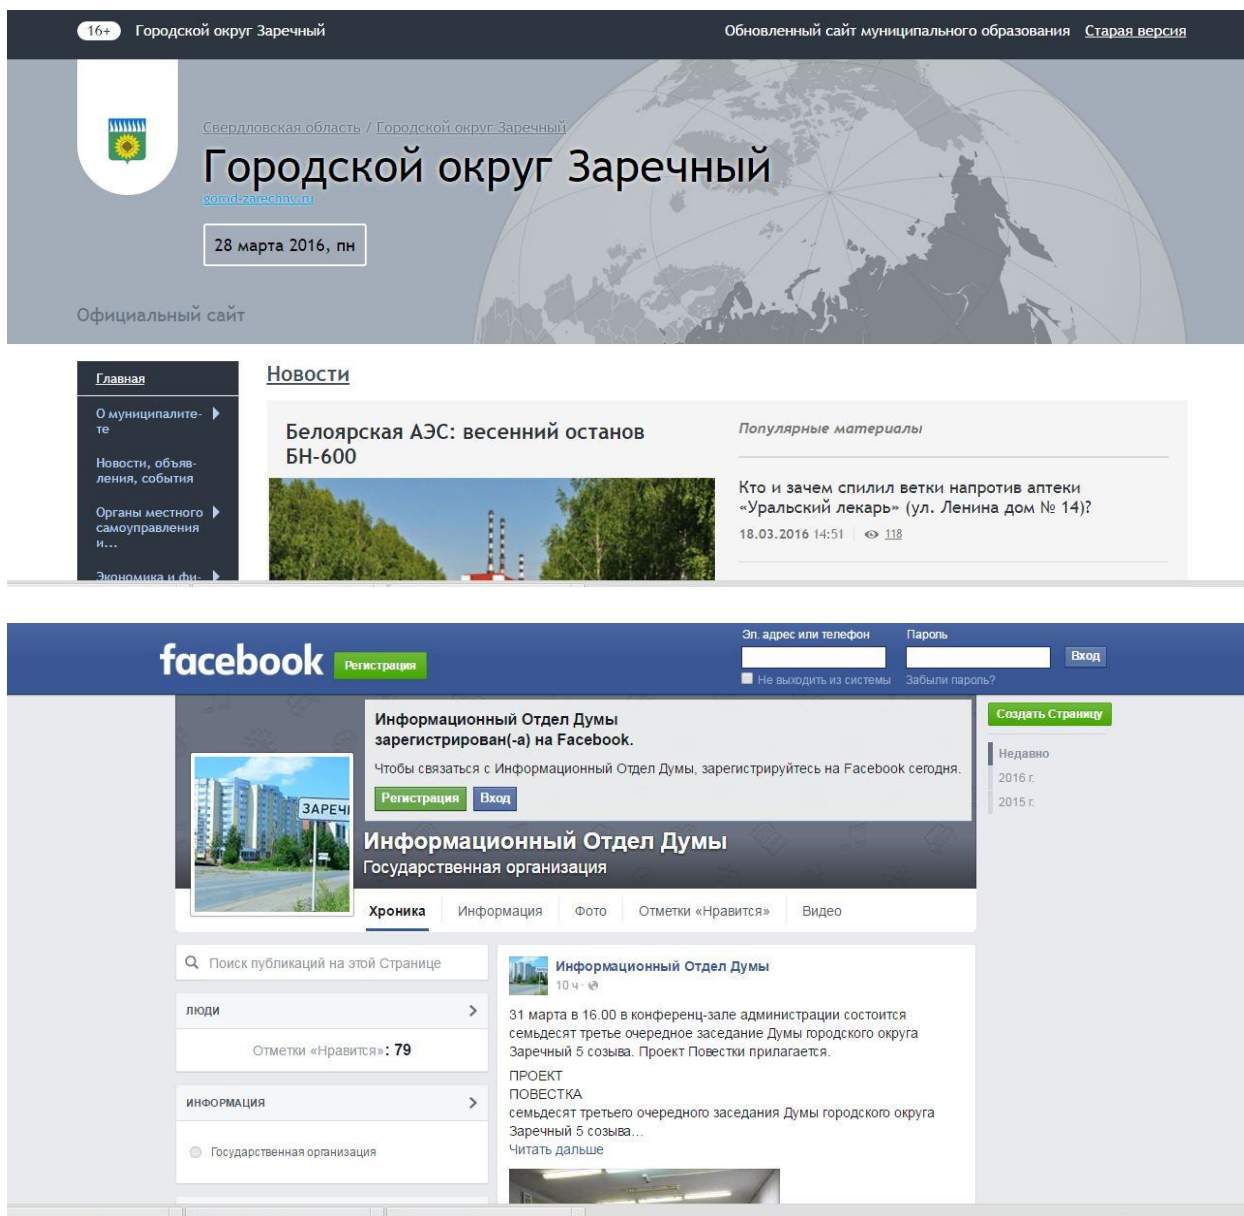 16+ Городской округ Заречный
Обновленный сайт муниципального образования Старая версия
Свердловская область / Городской округ Заречный
Городской округ Заречный
gorod-zarechny.ru
28 марта 2016, пн
Официальный сайт
Главная
О муниципалите-
те
Новости, объяв-
ления, события
Органы местного
самоуправления
и...
Экономика и фи-
Новости
Белоярская АЭС: весенний останов
БН-600
Популярные материалы
Кто и зачем спилил ветки напротив аптеки
«Уральский лекарь» (ул. Ленина дом № 14)?
18.03.2016 14:51 118
facebook Регистрация
Эл. адрес или телефон Пароль
Вход
Не выходить из системы Забыли пароль?
Информационный Отдел Думы
зарегистрирован(-а) на Facebook.
Чтобы связаться с Информационный Отдел Думы, зарегистрируйтесь на Facebook сегодня.
Регистрация Вход
ЗАРЕЧ
Информационный Отдел Думы
Государственная организация
Хроника Информация Фото Отметки «Нравится» Видео
Создать Страницу
Недавно
2016 г.
2015 г.
Поиск публикаций на этой Странице
ЛЮДИ
Отметки «Нравится»: 79
ИНФОРМАЦИЯ
Государственная организация
Информационный Отдел Думы
10 ч ·
31 марта в 16.00 в конференц-зале администрации состоится
семьдесят третье очередное заседание Думы городского округа
Заречный 5 созыва. Проект Повестки прилагается.
ПРОЕКТ
ПОВЕСТКА
семьдесят третьего очередного заседания Думы городского округа
Заречный 5 созыва...
Читать дальше